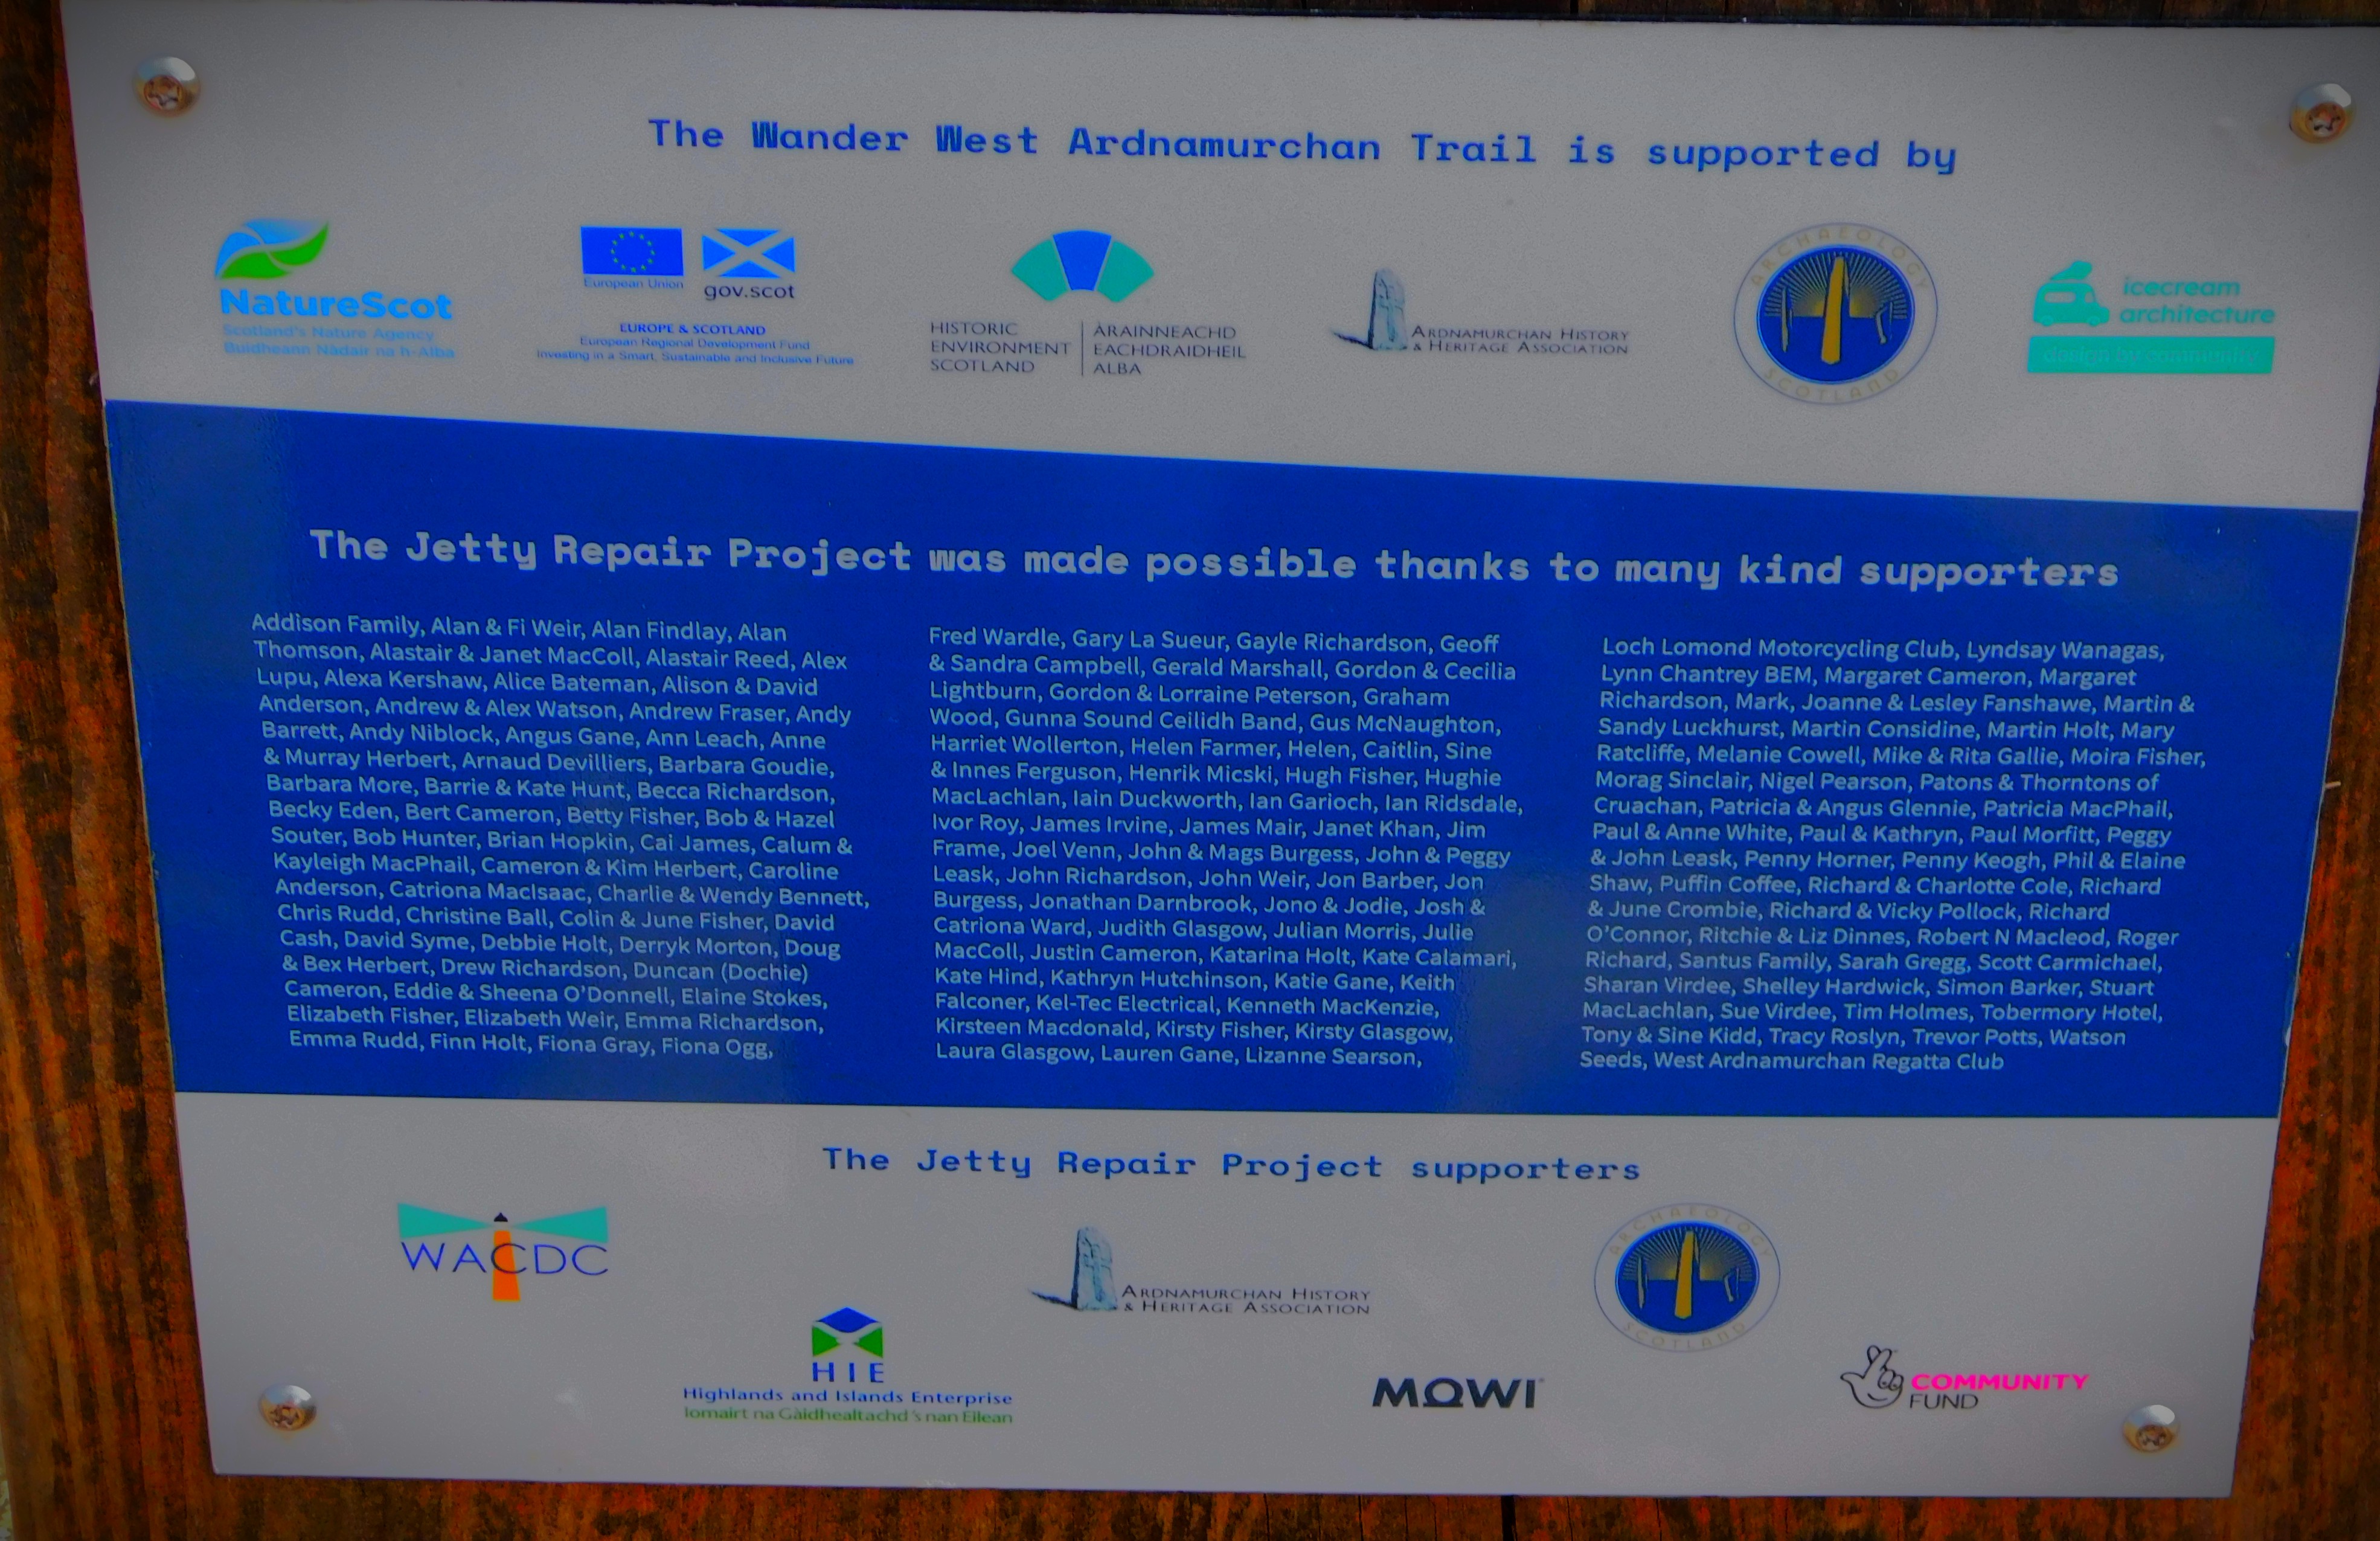 The Wander West Ardnamurchan Trail is supported by
NatureScot
Scotland's Nature Agency
Buidheann Nàdair na h-Alba
European Union
gov.scot
EUROPE & SCOTLAND
European Regional Development Fund
Investing in a Smart, Sustainable and Inclusive Future
HISTORIC
ENVIRONMENT
SCOTLAND
ÀRAINNEACHD
EACHDRAIDHEIL
ALBA
ARDNAMURCHAN HISTORY
& HERITAGE ASSOCIATION
ARCHAEOLOGY
SCOTLAND
icecream
architecture
design by community
The Jetty Repair Project was made possible thanks to many kind supporters
Addison Family, Alan & Fi Weir, Alan Findlay, Alan
Thomson, Alastair & Janet MacColl, Alastair Reed, Alex
Lupu, Alexa Kershaw, Alice Bateman, Alison & David
Anderson, Andrew & Alex Watson, Andrew Fraser, Andy
Barrett, Andy Niblock, Angus Gane, Ann Leach, Anne
& Murray Herbert, Arnaud Devilliers, Barbara Goudie,
Barbara More, Barrie & Kate Hunt, Becca Richardson,
Becky Eden, Bert Cameron, Betty Fisher, Bob & Hazel
Souter, Bob Hunter, Brian Hopkin, Cai James, Calum &
Kayleigh MacPhail, Cameron & Kim Herbert, Caroline
Anderson, Catriona MacIsaac, Charlie & Wendy Bennett,
Chris Rudd, Christine Ball, Colin & June Fisher, David
Cash, David Syme, Debbie Holt, Derryk Morton, Doug
& Bex Herbert, Drew Richardson, Duncan (Dochie)
Cameron, Eddie & Sheena O'Donnell, Elaine Stokes,
Elizabeth Fisher, Elizabeth Weir, Emma Richardson,
Emma Rudd, Finn Holt, Fiona Gray, Fiona Ogg,
Fred Wardle, Gary La Sueur, Gayle Richardson, Geoff
& Sandra Campbell, Gerald Marshall, Gordon & Cecilia
Lightburn, Gordon & Lorraine Peterson, Graham
Wood, Gunna Sound Ceilidh Band, Gus McNaughton,
Harriet Wollerton, Helen Farmer, Helen, Caitlin, Sine
& Innes Ferguson, Henrik Micski, Hugh Fisher, Hughie
MacLachlan, Iain Duckworth, Ian Garioch, Ian Ridsdale,
Ivor Roy, James Irvine, James Mair, Janet Khan, Jim
Frame, Joel Venn, John & Mags Burgess, John & Peggy
Leask, John Richardson, John Weir, Jon Barber, Jon
Burgess, Jonathan Darnbrook, Jono & Jodie, Josh &
Catriona Ward, Judith Glasgow, Julian Morris, Julie
MacColl, Justin Cameron, Katarina Holt, Kate Calamari,
Kate Hind, Kathryn Hutchinson, Katie Gane, Keith
Falconer, Kel-Tec Electrical, Kenneth MacKenzie,
Kirsteen Macdonald, Kirsty Fisher, Kirsty Glasgow,
Laura Glasgow, Lauren Gane, Lizanne Searson,
Loch Lomond Motorcycling Club, Lyndsay Wanagas,
Lynn Chantrey BEM, Margaret Cameron, Margaret
Richardson, Mark, Joanne & Lesley Fanshawe, Martin &
Sandy Luckhurst, Martin Considine, Martin Holt, Mary
Ratcliffe, Melanie Cowell, Mike & Rita Gallie, Moira Fisher,
Morag Sinclair, Nigel Pearson, Patons & Thorntons of
Cruachan, Patricia & Angus Glennie, Patricia MacPhail,
Paul & Anne White, Paul & Kathryn, Paul Morfitt, Peggy
& John Leask, Penny Horner, Penny Keogh, Phil & Elaine
Shaw, Puffin Coffee, Richard & Charlotte Cole, Richard
& June Crombie, Richard & Vicky Pollock, Richard
O'Connor, Ritchie & Liz Dinnes, Robert N Macleod, Roger
Richard, Santus Family, Sarah Gregg, Scott Carmichael,
Sharan Virdee, Shelley Hardwick, Simon Barker, Stuart
MacLachlan, Sue Virdee, Tim Holmes, Tobermory Hotel,
Tony & Sine Kidd, Tracy Roslyn, Trevor Potts, Watson
Seeds, West Ardnamurchan Regatta Club
The Jetty Repair Project supporters
WACDC
HIE
Highlands and Islands Enterprise
Iomairt na Gàidhealtachd 's nan Eilean
ARDNAMURCHAN HISTORY
& HERITAGE ASSOCIATION
MOWI
ARCHAEOLOGY
SCOTLAND
COMMUNITY
FUND